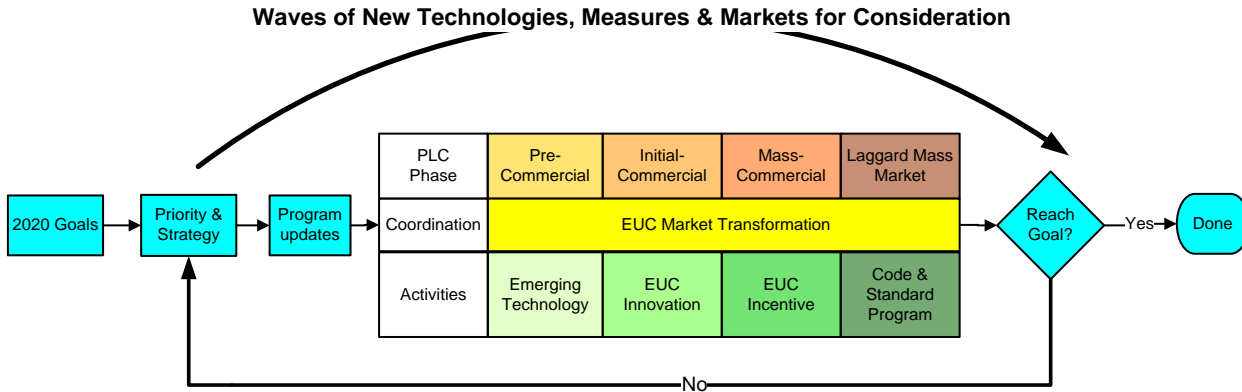 Waves of New Technologies, Measures & Markets for Consideration
PLC
Phase
Pre-
Commercial
Initial-
Commercial
Mass-
Commercial
Laggard Mass
Market
2020 Goals
Priority &
Strategy
Program
updates
Coordination
EUC Market Transformation
Reach
Goal?
Yes
Done
Activities
Emerging
Technology
EUC
Innovation
EUC
Incentive
Code &
Standard
Program
No